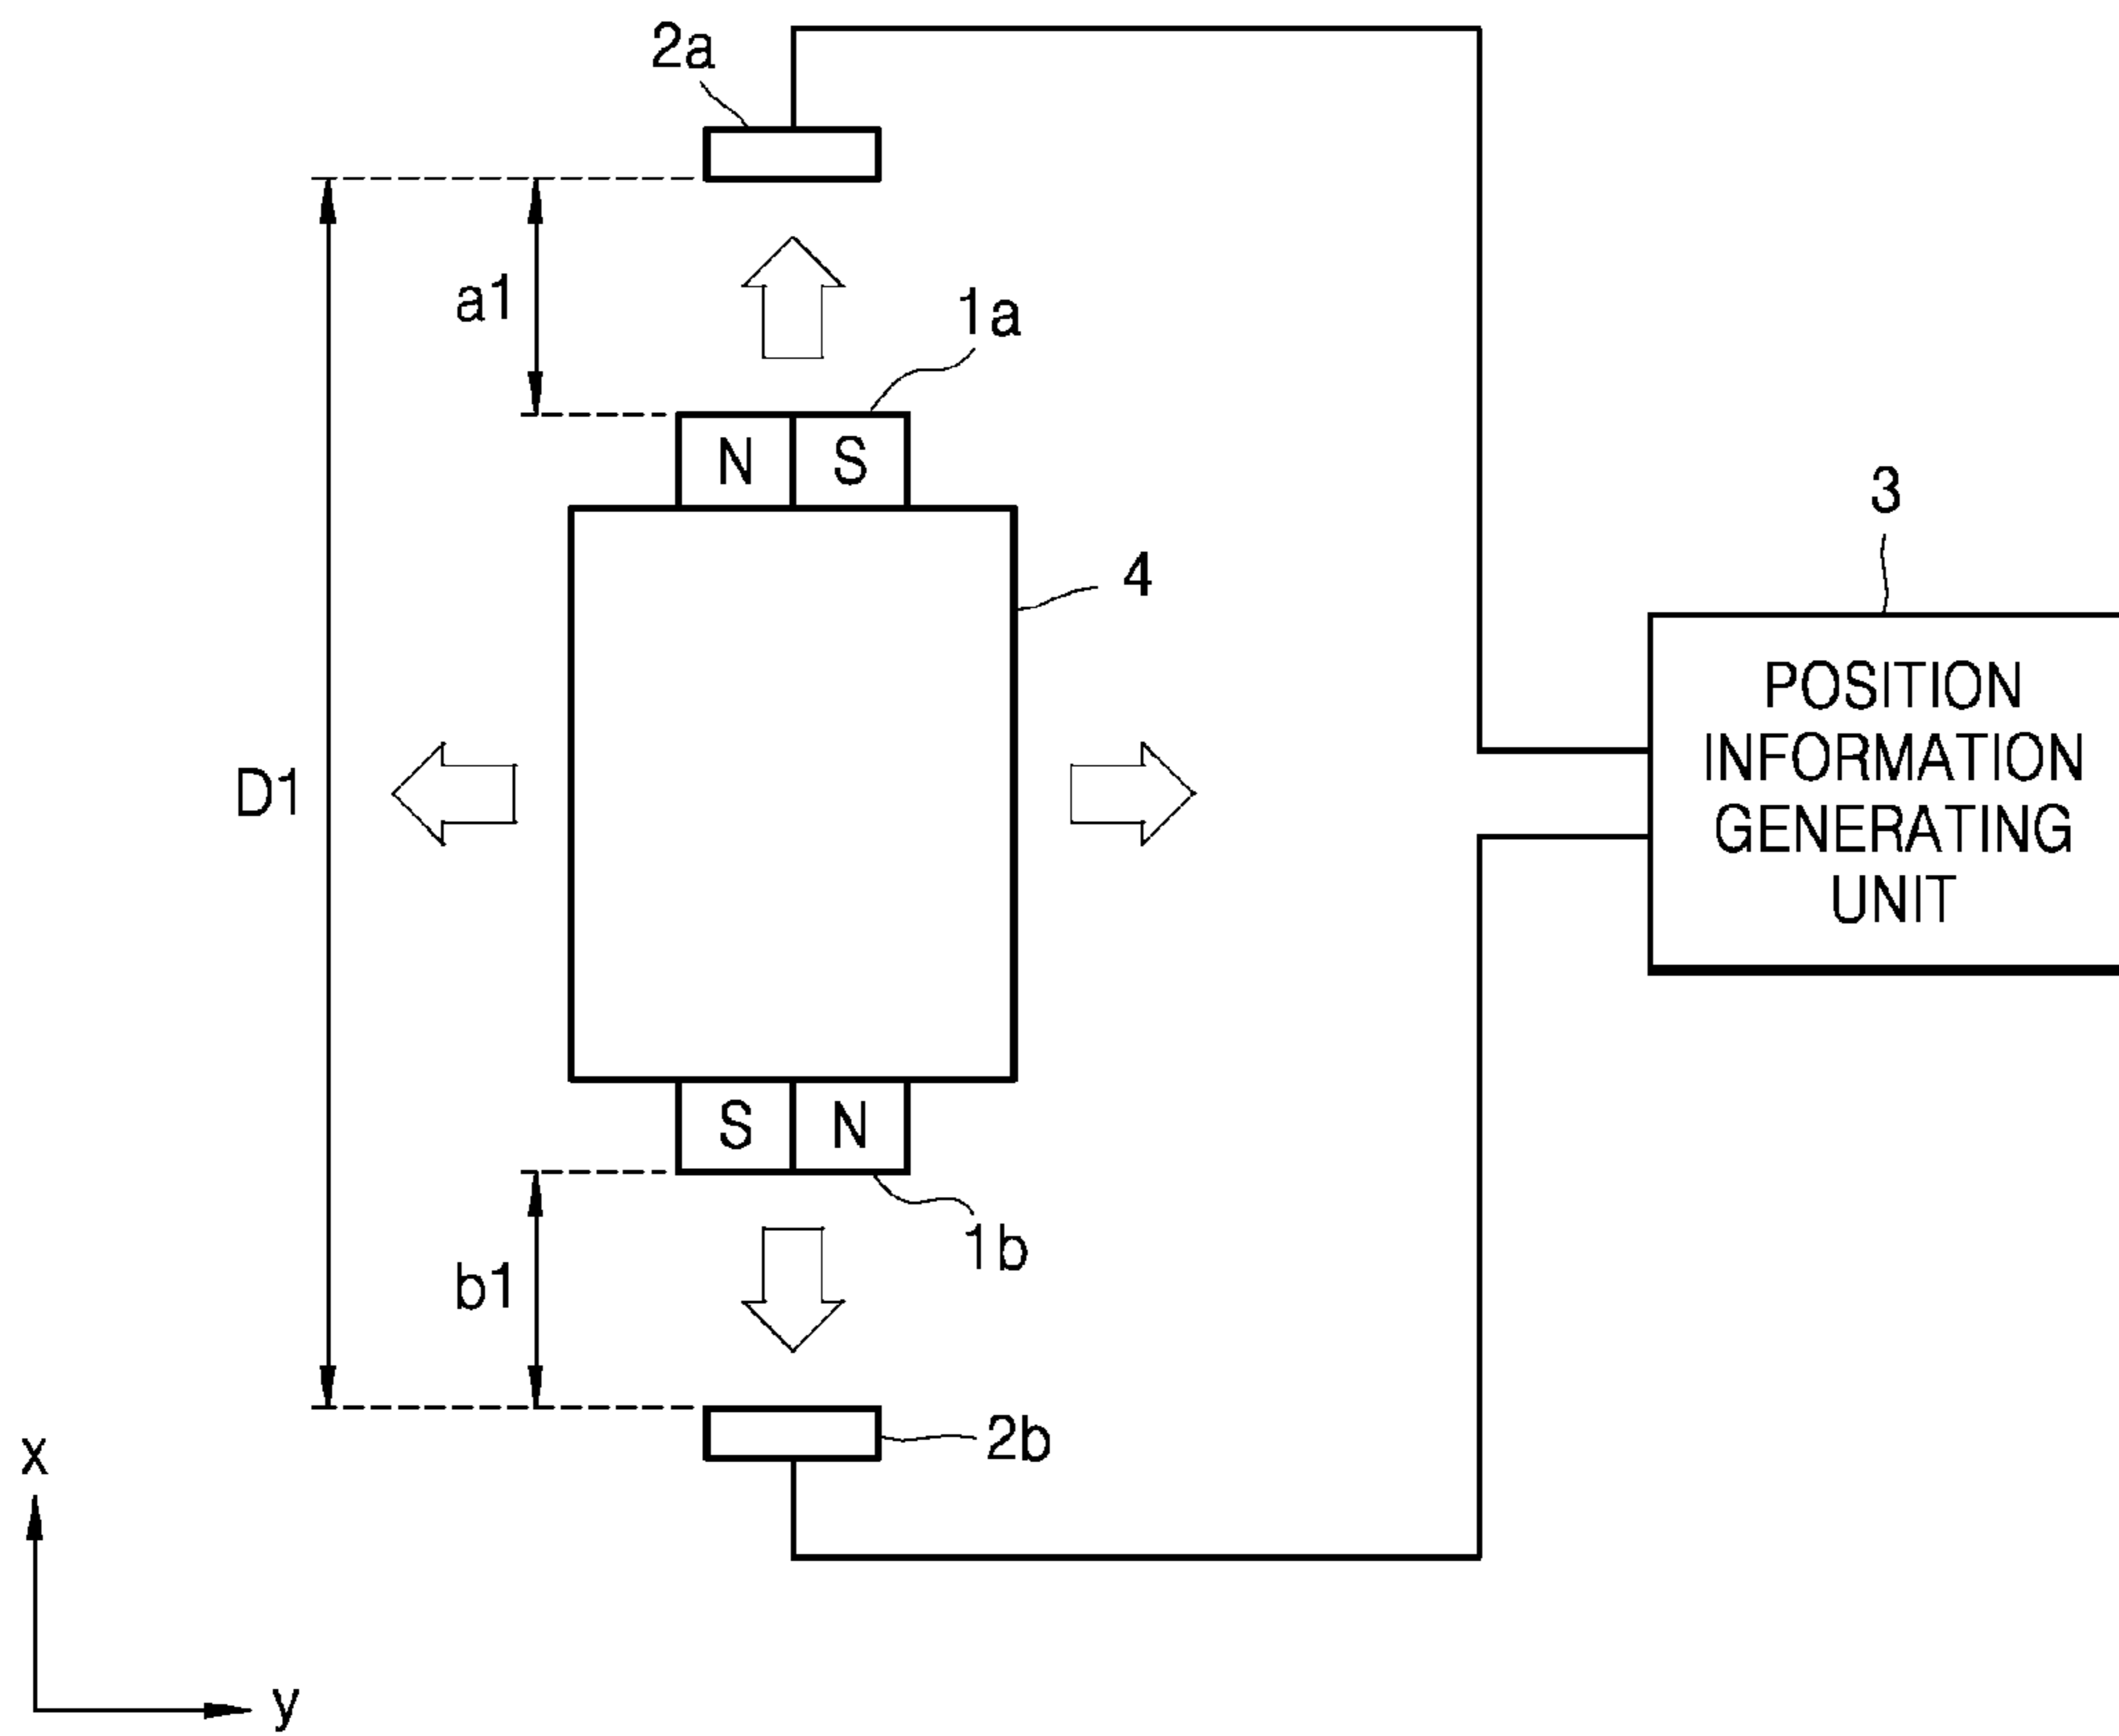 2a
a1
1a
N S
3
4
POSITION
INFORMATION
GENERATING
UNIT
D1
S N
1b
b1
2b
x
y